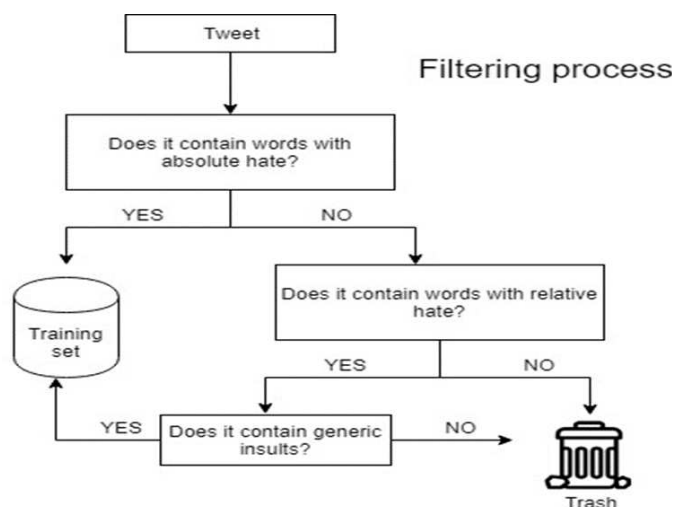 Tweet
Filtering process
Does it contain words with
absolute hate?
YES
NO
Does it contain words with relative
hate?
Training
set
YES
NO
YES
Does it contain generic
insults?
NO
Trash